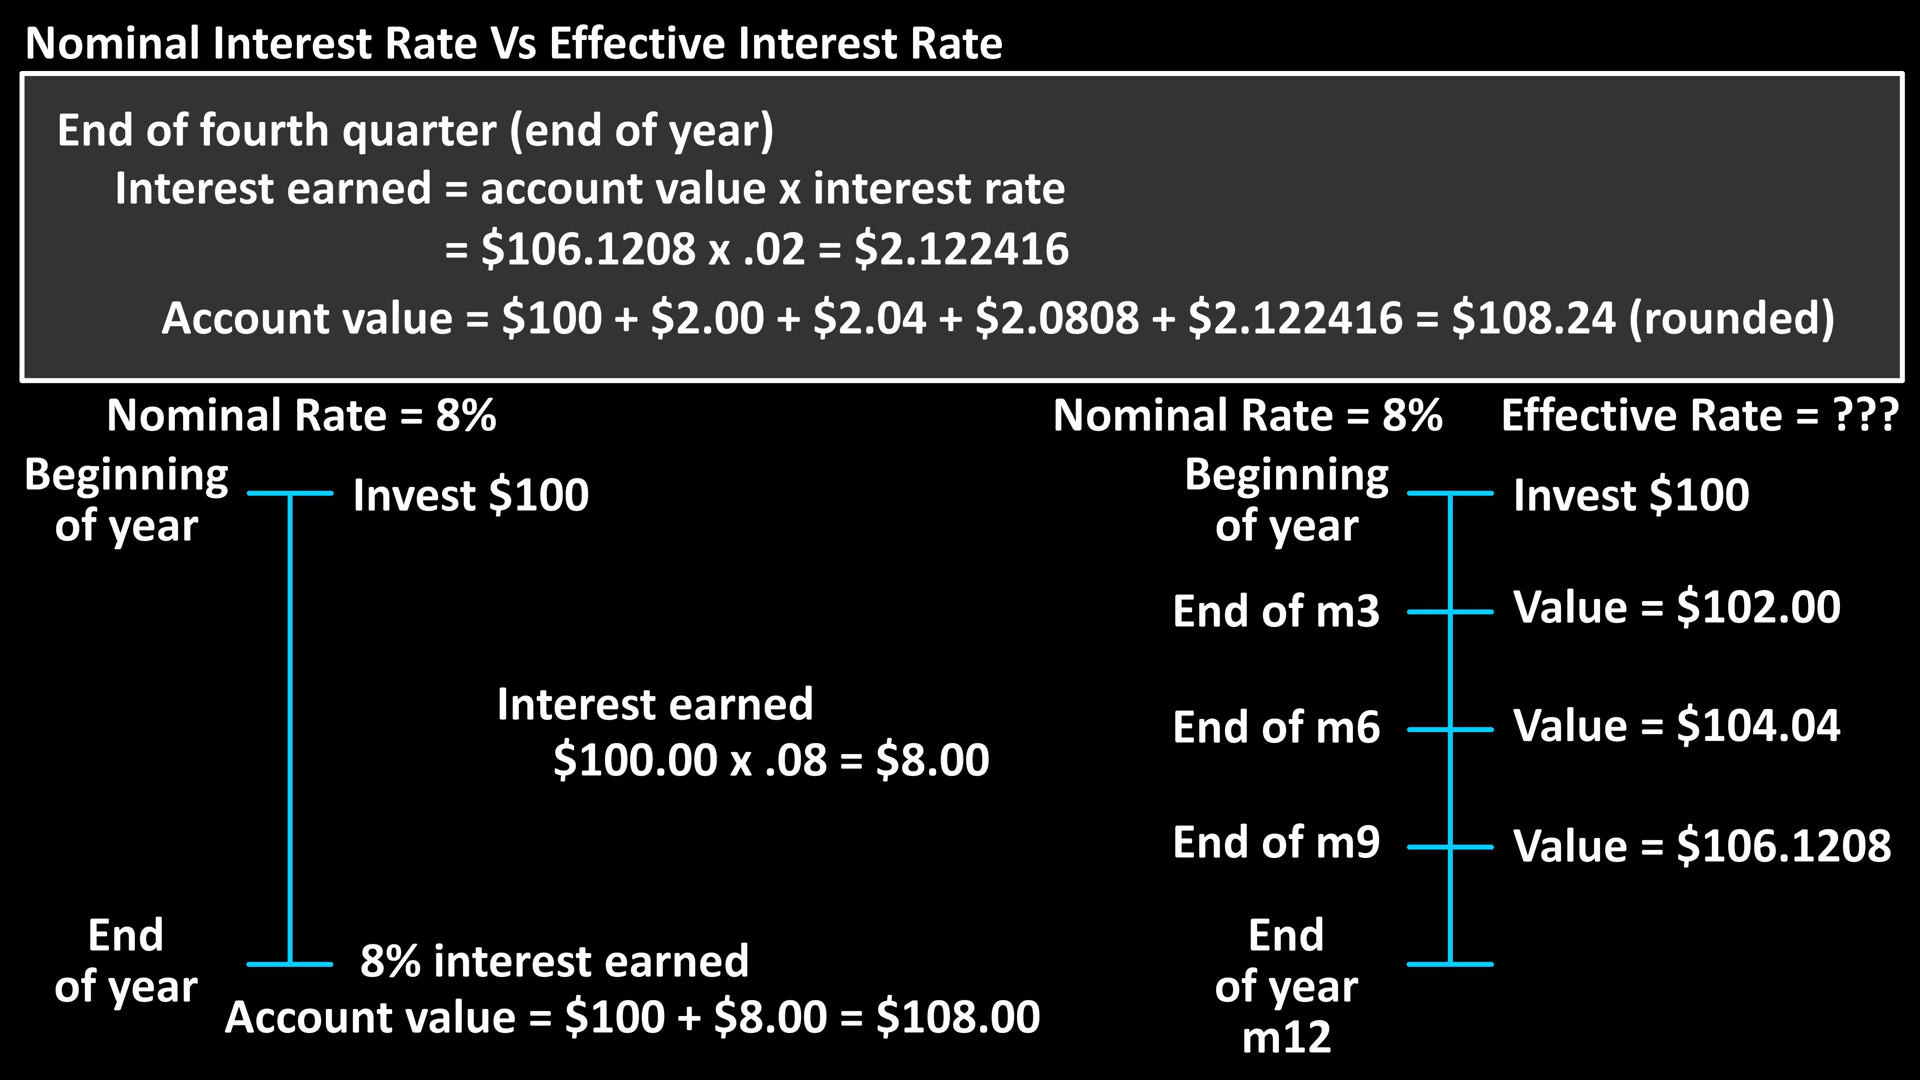 Nominal Interest Rate Vs Effective Interest Rate
End of fourth quarter (end of year)
Interest earned = account value x interest rate
= $106.1208 x .02 = $2.122416
Account value = $100 + $2.00 + $2.04 + $2.0808 + $2.122416 = $108.24 (rounded)
Nominal Rate = 8%
Beginning
of year
Invest $100
Interest earned
$100.00 x .08 = $8.00
End
of year
8% interest earned
Account value = $100 + $8.00 = $108.00
Nominal Rate = 8%
Effective Rate = ???
Beginning
of year
Invest $100
End of m3
Value = $102.00
End of m6
Value = $104.04
End of m9
Value = $106.1208
End
of year
m12